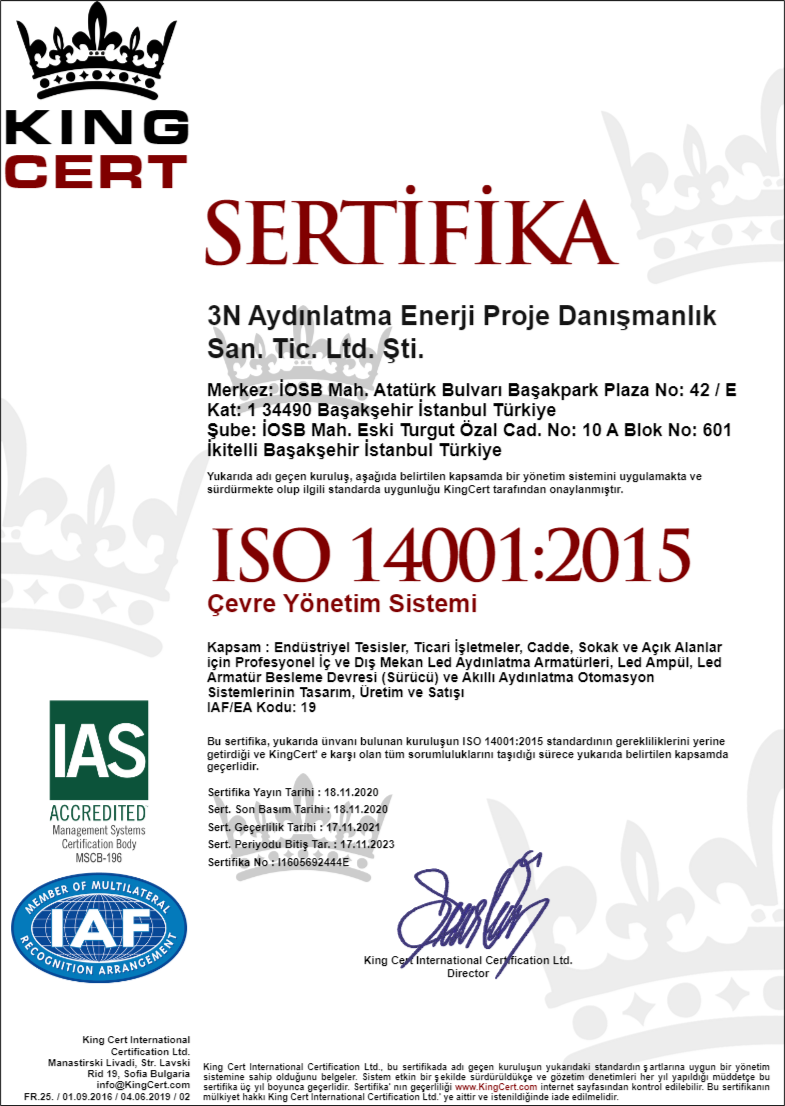 KING
CERT
SERTİFİKA
3N Aydınlatma Enerji Proje Danışmanlık
San. Tic. Ltd. Şti.
Merkez: İOSB Mah. Atatürk Bulvarı Başakpark Plaza No: 42 / E
Kat: 1 34490 Başakşehir İstanbul Türkiye
Şube: İOSB Mah. Eski Turgut Özal Cad. No: 10 A Blok No: 601
İkitelli Başakşehir İstanbul Türkiye
Yukarıda adı geçen kuruluş, aşağıda belirtilen kapsamda bir yönetim sistemini uygulamakta ve
sürdürmekte olup ilgili standarda uygunluğu KingCert tarafından onaylanmıştır.
ISO 14001:2015
Çevre Yönetim Sistemi
Kapsam : Endüstriyel Tesisler, Ticari İşletmeler, Cadde, Sokak ve Açık Alanlar
için Profesyonel İç ve Dış Mekan Led Aydınlatma Armatürleri, Led Ampül, Led
Armatür Besleme Devresi (Sürücü) ve Akıllı Aydınlatma Otomasyon
Sistemlerinin Tasarım, Üretim ve Satışı
IAF/EA Kodu: 19
Bu sertifika, yukarıda ünvanı bulunan kuruluşun ISO 14001:2015 standardının gerekliliklerini yerine
getirdiği ve KingCert' e karşı olan tüm sorumluluklarını taşıdığı sürece yukarıda belirtilen kapsamda
geçerlidir.
Sertifika Yayın Tarihi : 18.11.2020
Sert. Son Basım Tarihi : 18.11.2020
Sert. Geçerlilik Tarihi : 17.11.2021
Sert. Periyodu Bitiş Tar. : 17.11.2023
Sertifika No : I1605692444E
IAS
ACCREDITED
Management Systems
Certification Body
MSCB-196
MEMBER OF MULTILATERAL
IAF
RECOGNITION ARRANGEMENT
King Cert International Certification Ltd.
Director
King Cert International
Certification Ltd.
Manastirski Livadi, Str. Lavski
Rid 19, Sofia Bulgaria
info@KingCert.com
FR.25. / 01.09.2016 / 04.06.2019 / 02
King Cert International Certification Ltd., bu sertifikada adı geçen kuruluşun yukarıdaki standardın şartlarına uygun bir yönetim
sistemine sahip olduğunu belgeler. Sistem etkin bir şekilde sürdürüldükçe ve gözetim denetimleri her yıl yapıldığı müddetçe bu
sertifika üç yıl boyunca geçerlidir. Sertifika' nın geçerliliği www.KingCert.com internet sayfasından kontrol edilebilir. Bu sertifikanın
mülkiyet hakkı King Cert International Certification Ltd.' ye aittir ve istenildiğinde iade edilmelidir.